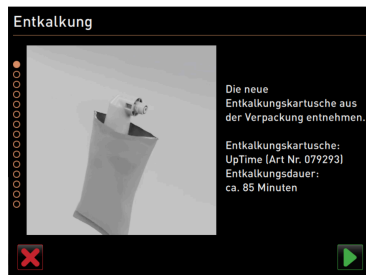 Entkalkung
Die neue
Entkalkungskartusche aus
der Verpackung entnehmen.
Entkalkungskartusche:
UpTime (Art Nr. 079293)
Entkalkungsdauer:
ca. 85 Minuten